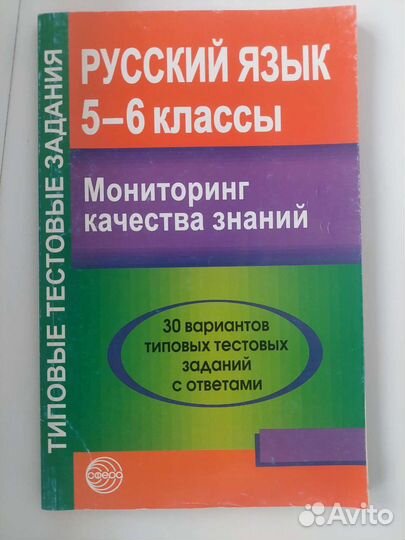 РУССКИЙ ЯЗЫК
5–6 классы
Мониторинг
качества знаний
30 вариантов
типовых тестовых
заданий
с ответами
ТИПОВЫЕ ТЕСТОВЫЕ ЗАДАНИЯ
сфера
Avito